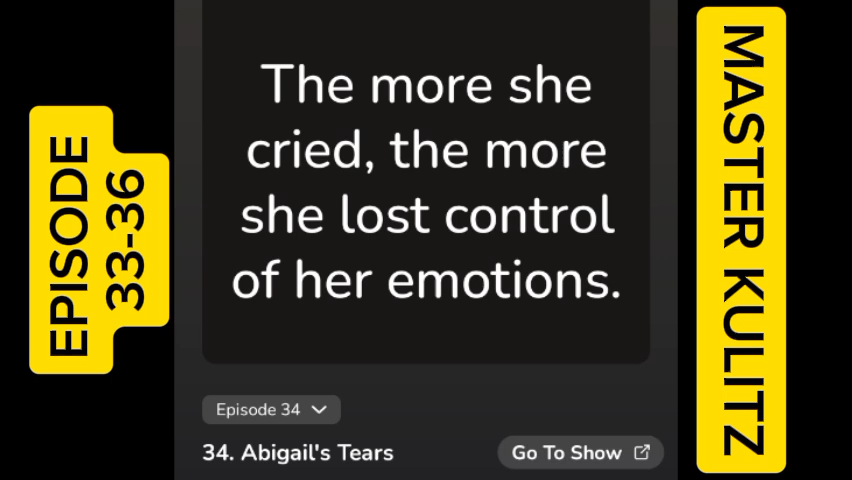 EPISODE
33-36
The more she
cried, the more
she lost control
of her emotions.
Episode 34
34. Abigail's Tears
Go To Show
MASTER KULITZ